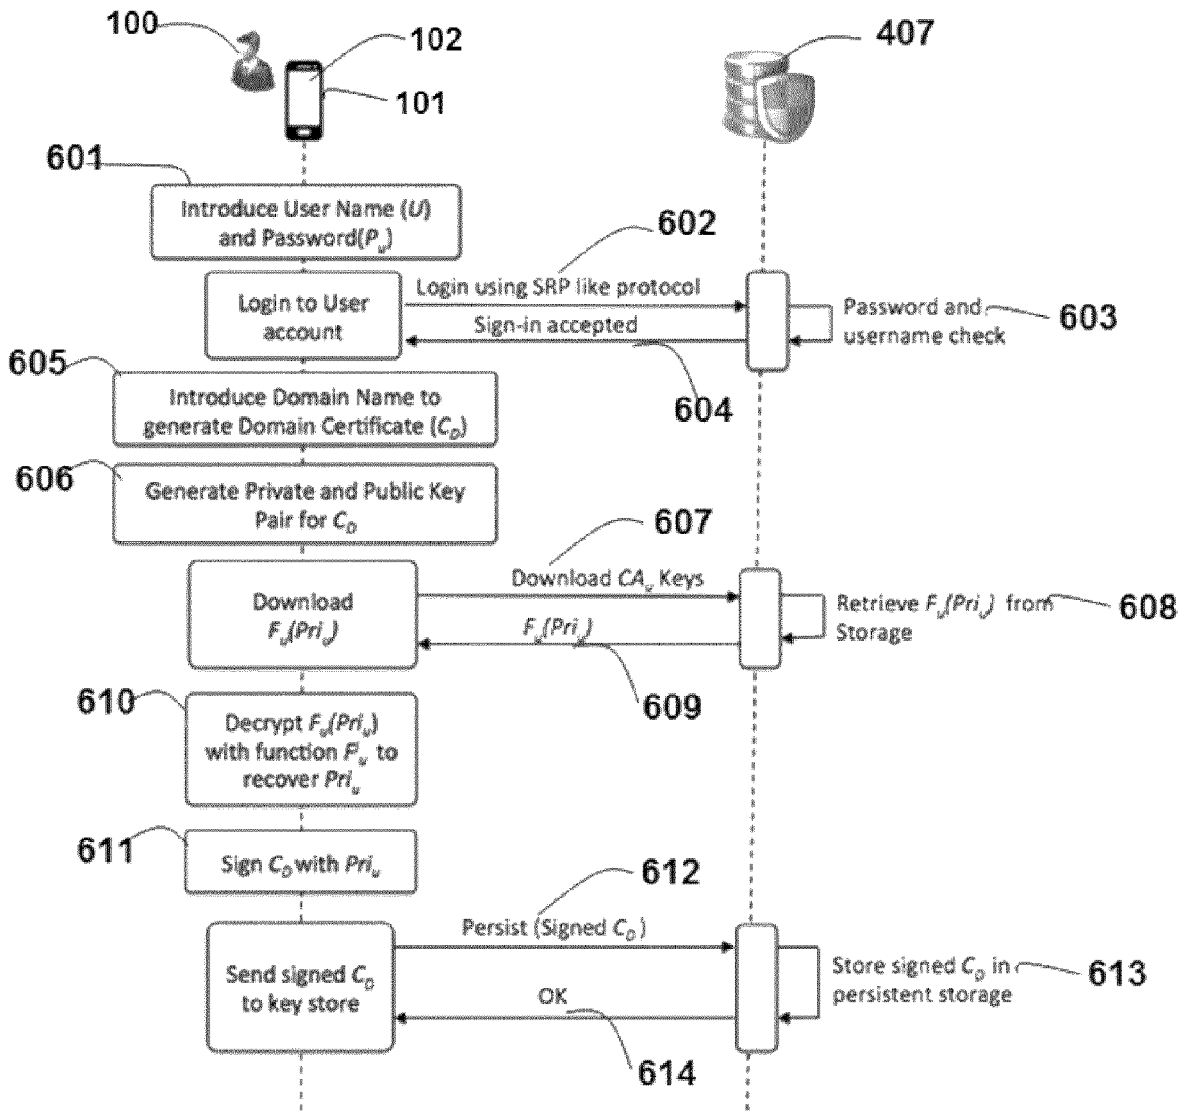 100
102
101
407
601
Introduce User Name (U)
and Password(Pu)
602
Login to User
account
Login using SRP like protocol
Sign-in accepted
Password and
username check
603
604
605
Introduce Domain Name to
generate Domain Certificate (CD)
606
Generate Private and Public Key
Pair for CD
607
Download
Fu(Priu)
Download CAu Keys
Fu(Priu)
Retrieve Fu(Priu) from
Storage
608
609
610
Decrypt Fu(Priu)
with function F'u to
recover Priu
611
Sign CD with Priu
612
Send signed CD
to key store
Persist (Signed CD)
OK
Store signed CD in
persistent storage
613
614